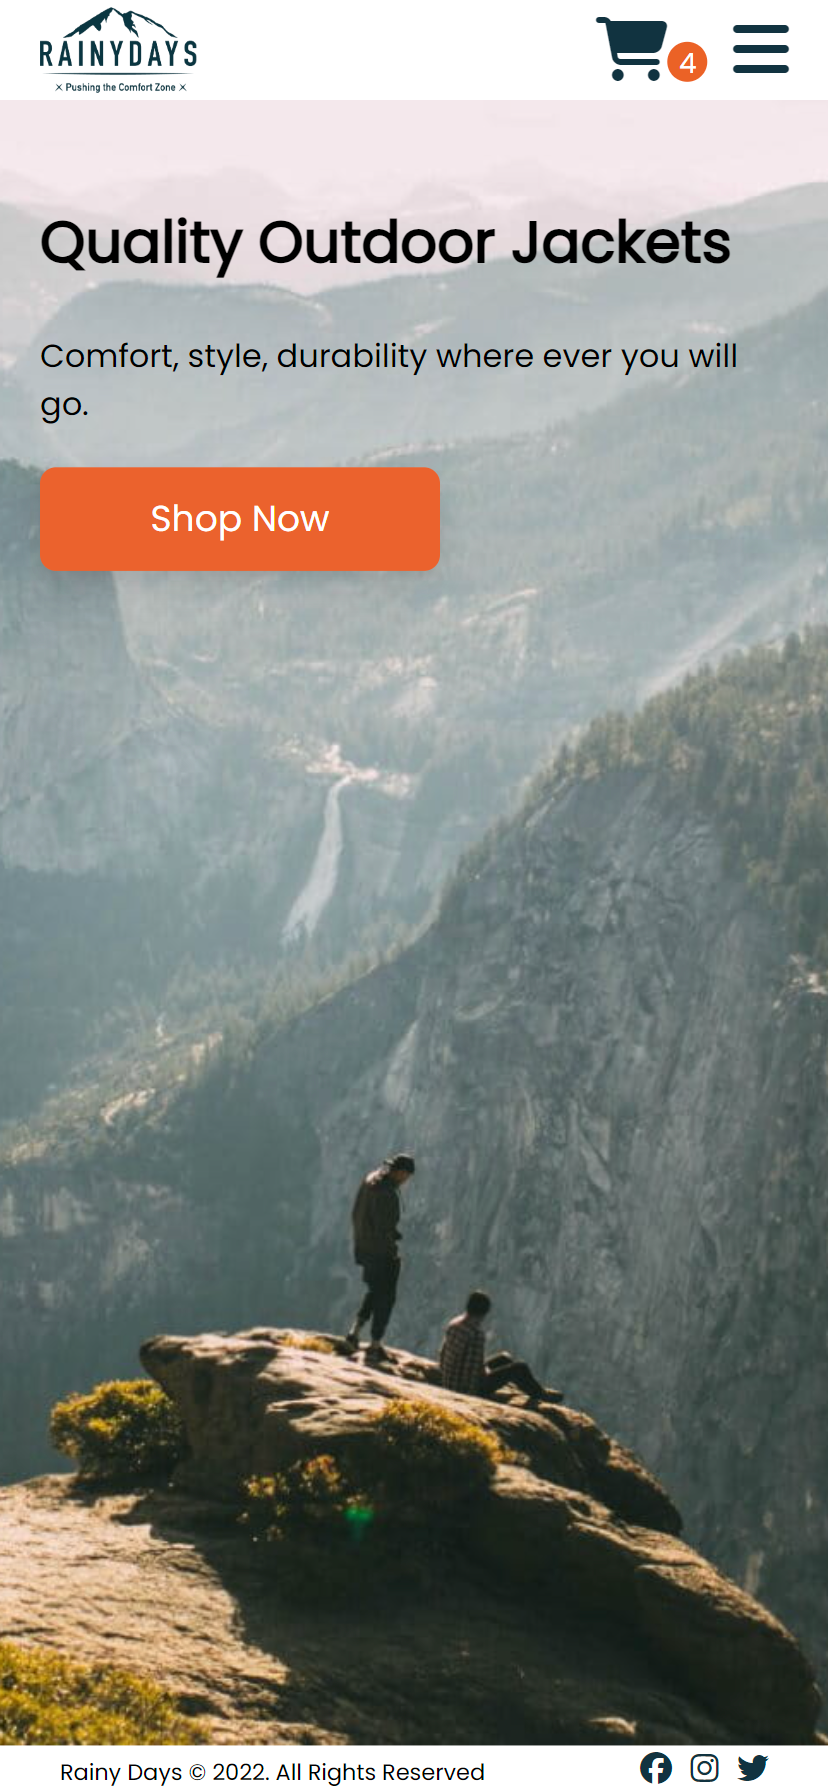 RAINYDAYS
Pushing the Comfort Zone
4
Quality Outdoor Jackets
Comfort, style, durability where ever you will
go.
Shop Now
Rainy Days © 2022. All Rights Reserved